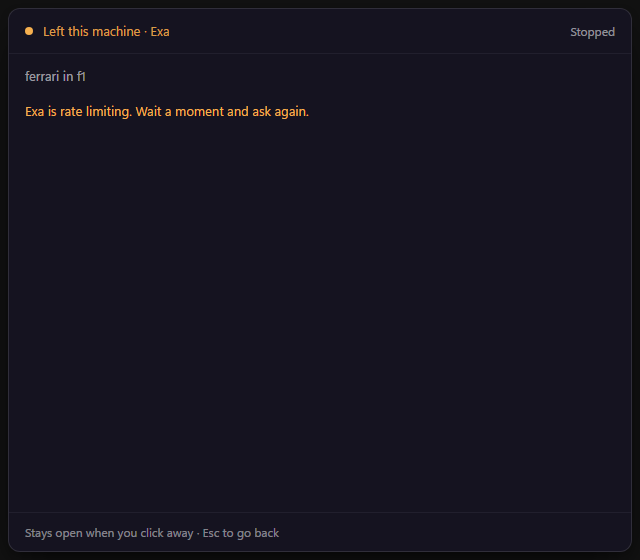 Left this machine · Exa
Stopped
ferrari in f1
Exa is rate limiting. Wait a moment and ask again.
Stays open when you click away · Esc to go back